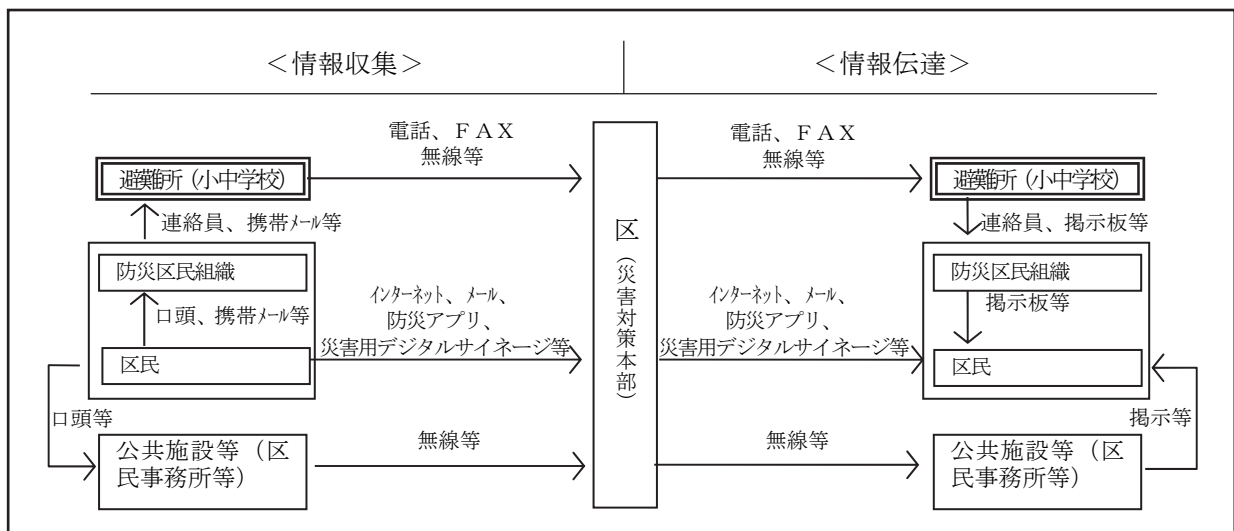 ＜情報収集＞
＜情報伝達＞
電話、ＦＡＸ
無線等
避難所（小中学校）
連絡員、携帯メール等
防災区民組織
口頭、携帯メール等
区民
インターネット、メール、
防災アプリ、
災害用デジタルサイネージ等
口頭等
公共施設等（区
民事務所等）
無線等
区（災害対策本部）
電話、ＦＡＸ
無線等
避難所（小中学校）
連絡員、掲示板等
防災区民組織
掲示板等
区民
インターネット、メール、
防災アプリ、
災害用デジタルサイネージ等
掲示等
公共施設等（区
民事務所等）
無線等